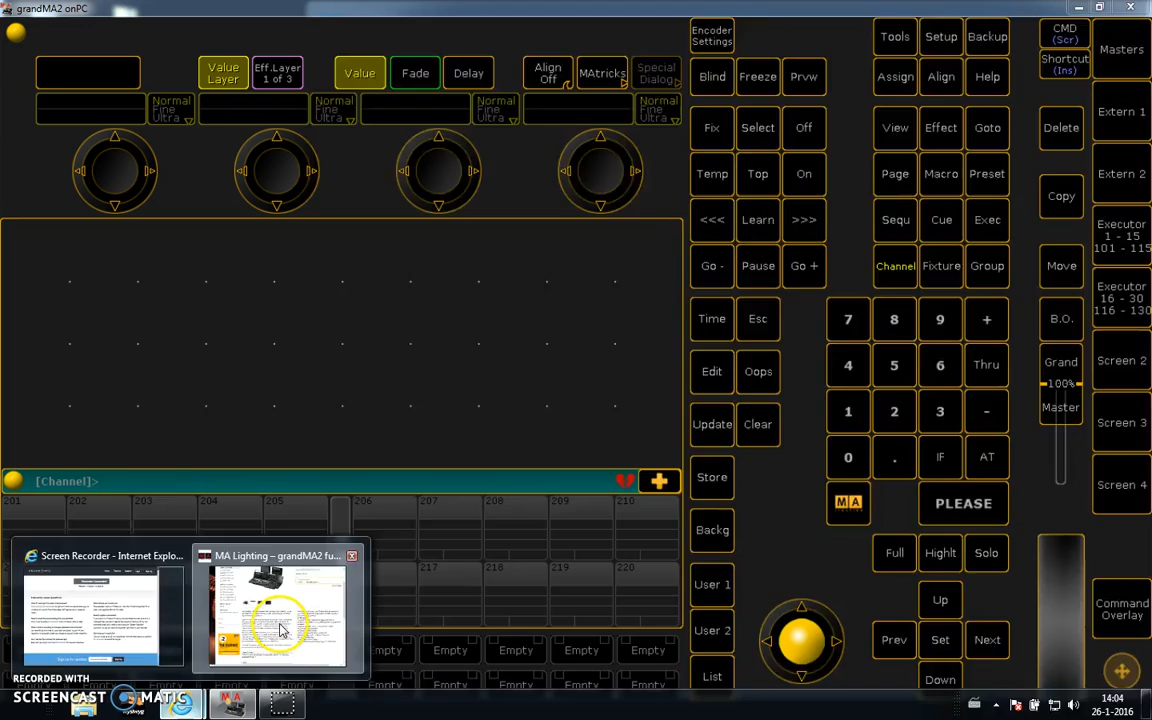 grandMA2 onPC
Value
Layer
Eff.Layer
1 of 3
Value
Fade
Delay
Align
Off
MAtricks
Special
Dialog
Normal
Fine
Ultra
Normal
Fine
Ultra
Normal
Fine
Ultra
Normal
Fine
Ultra
Encoder
Settings
Tools
Setup
Backup
CMD
(Scr)
Shortcut
(Ins)
Masters
Blind
Freeze
Prvw
Assign
Align
Help
Extern 1
Fix
Select
Off
View
Effect
Goto
Delete
Temp
Top
On
Page
Macro
Preset
Extern 2
Copy
<<<
Learn
>>>
Sequ
Cue
Exec
Executor
1 - 15
101 - 115
Go -
Pause
Go +
Channel
Fixture
Group
Move
Executor
16 - 30
116 - 130
Time
Esc
7
8
9
+
B.O.
Edit
Oops
4
5
6
Thru
Grand
100%
Master
Screen 2
Update
Clear
1
2
3
-
Screen 3
Store
0
.
IF
AT
Screen 4
MA
PLEASE
[Channel]>
201
202
203
204
205
206
207
208
209
210
Backg
Full
Highlt
Solo
Screen Recorder - Internet Explo...
MA Lighting – grandMA2 fu...
217
218
219
220
User 1
Up
Command
Overlay
User 2
Prev
Set
Next
Empty
Empty
Empty
Empty
List
Down
Empty
Empty
Empty
Empty
Empty
RECORDED WITH
SCREENCAST MATIC
MA
14:04
26-1-2016